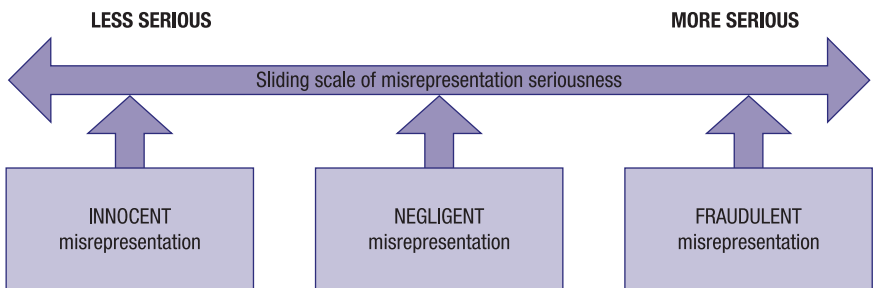 LESS SERIOUS
MORE SERIOUS
Sliding scale of misrepresentation seriousness
INNOCENT
misrepresentation
NEGLIGENT
misrepresentation
FRAUDULENT
misrepresentation